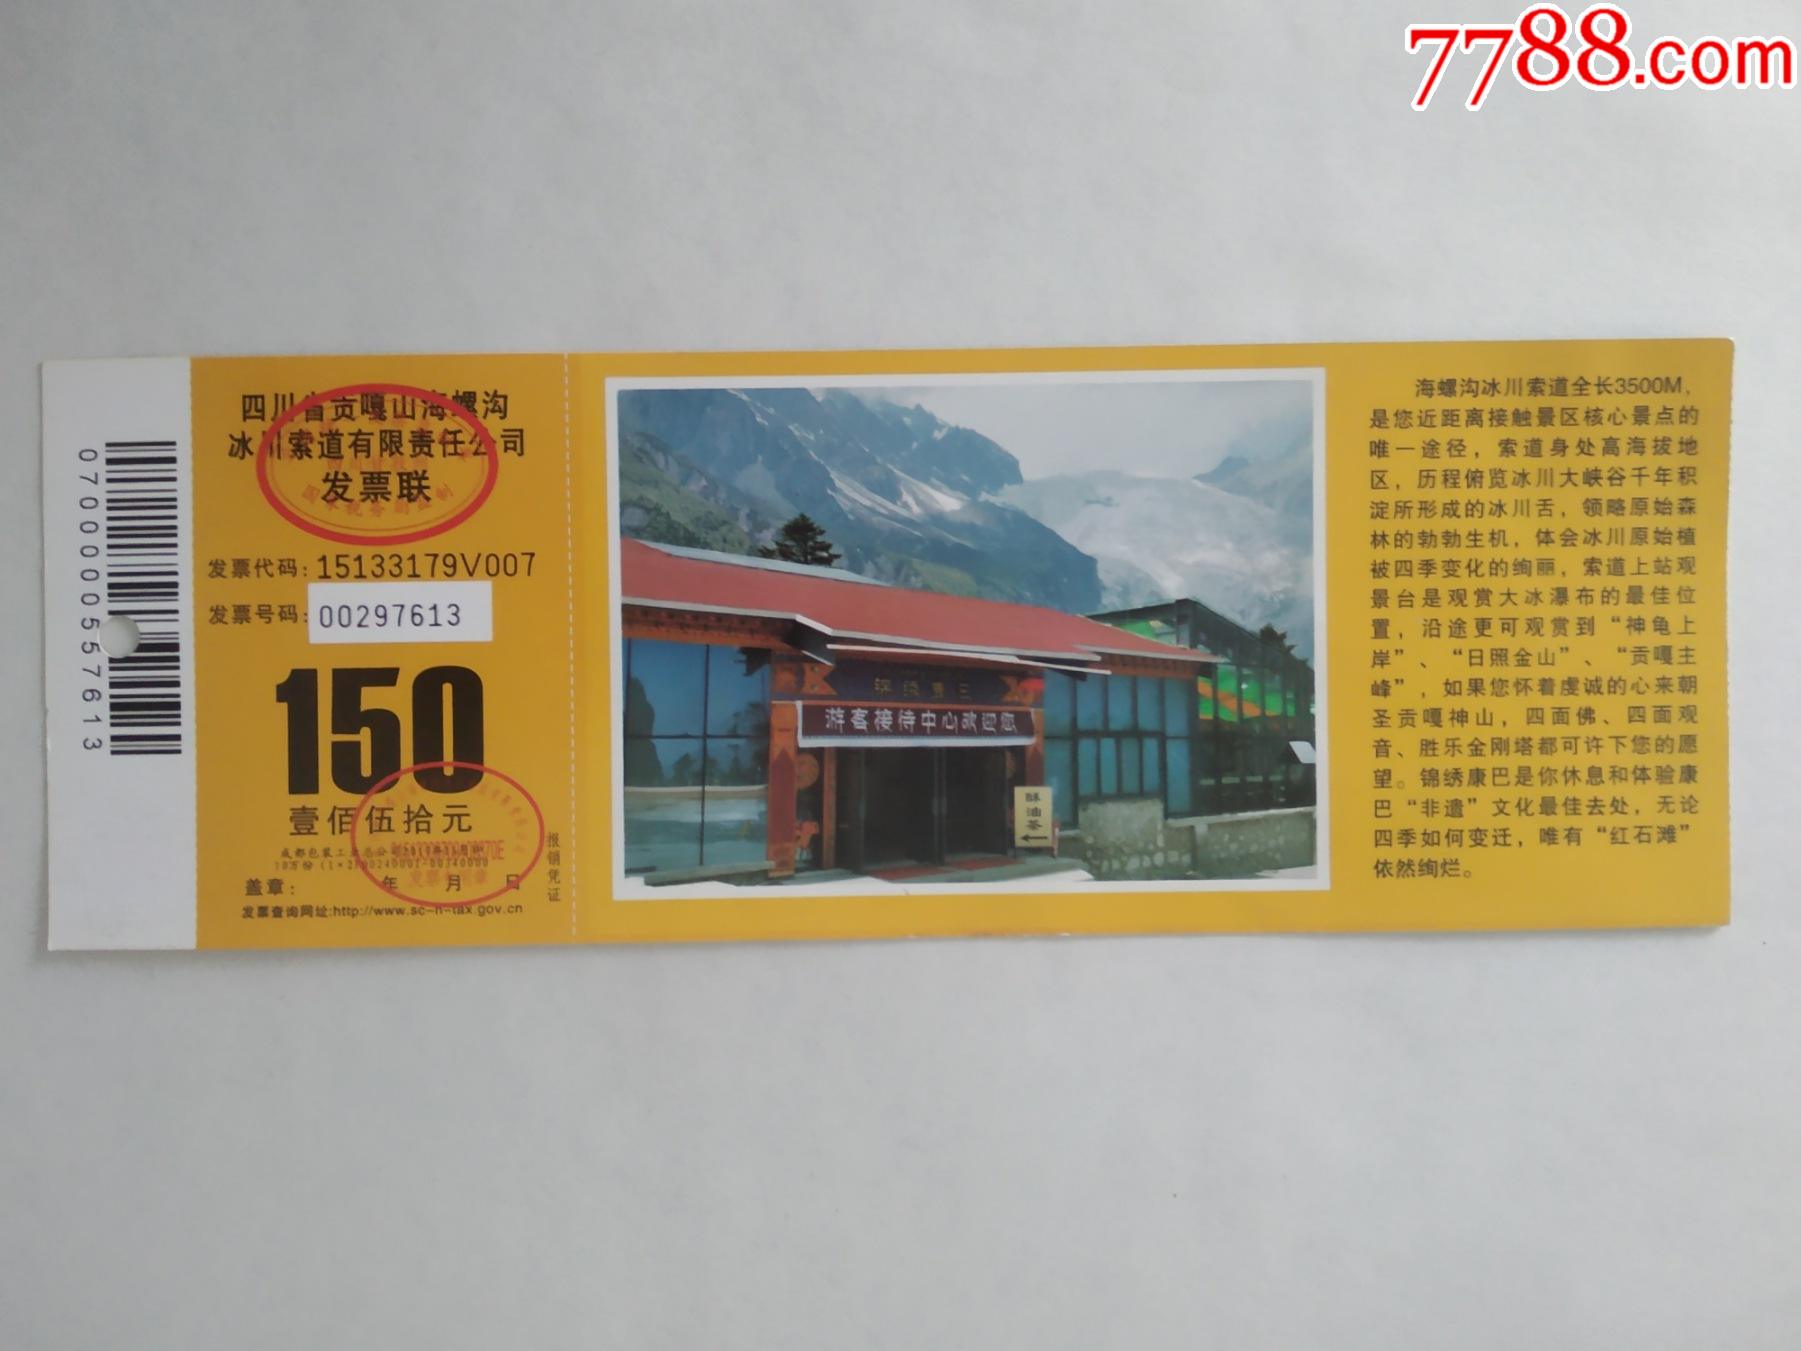 7788.com
四川省贡嘎山海螺沟
冰川索道有限责任公司
发票联
发票代码：15133179V007
发票号码：00297613
150
壹佰伍拾元
盖章： 年 月 日
发票查询网址:http://www.sc-n-tax.gov.cn
报销凭证
0700000557613
游客接待中心欢迎您
酥油茶
海螺沟冰川索道全长3500M，
是您近距离接触景区核心景点的
唯一途径，索道身处高海拔地
区，历程俯览冰川大峡谷千年积
淀所形成的冰川舌，领略原始森
林的勃勃生机，体会冰川原始植
被四季变化的绚丽，索道上站观
景台是观赏大冰瀑布的最佳位
置，沿途更可观赏到“神龟上
岸”、“日照金山”、“贡嘎主
峰”，如果您怀着虔诚的心来朝
圣贡嘎神山，四面佛、四面观
音、胜乐金刚塔都可许下您的愿
望。锦绣康巴是你休息和体验康
巴“非遗”文化最佳去处，无论
四季如何变迁，唯有“红石滩”
依然绚烂。